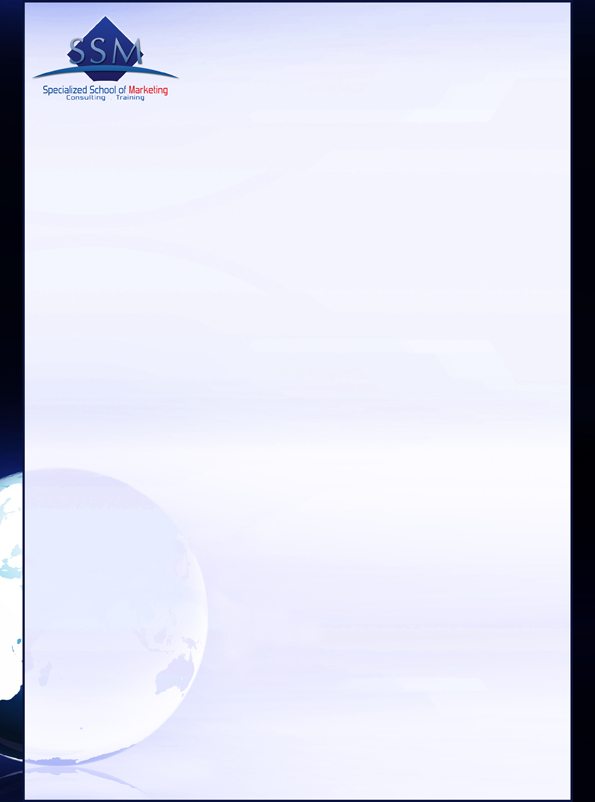 SSM
Specialized School of Marketing
Consulting . Training